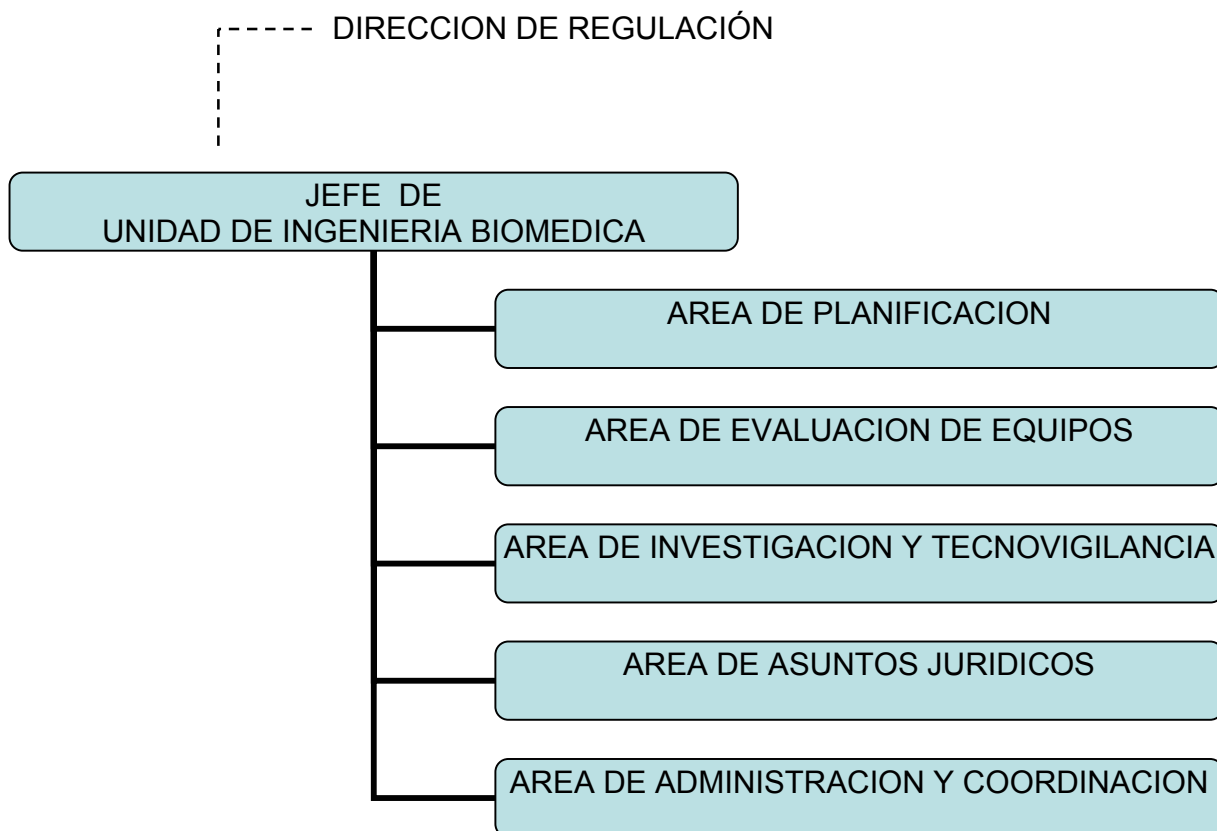 DIRECCION DE REGULACIÓN
JEFE DE
UNIDAD DE INGENIERIA BIOMEDICA
AREA DE PLANIFICACION
AREA DE EVALUACION DE EQUIPOS
AREA DE INVESTIGACION Y TECNOVIGILANCIA
AREA DE ASUNTOS JURIDICOS
AREA DE ADMINISTRACION Y COORDINACION